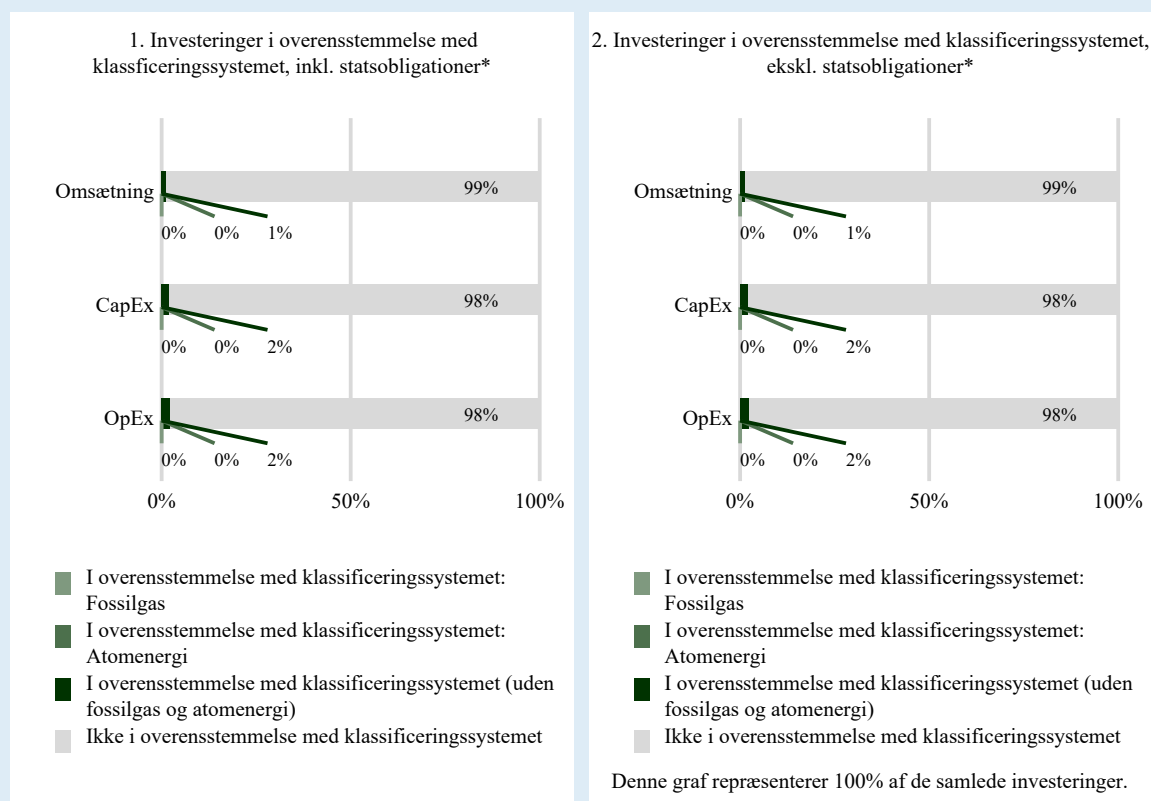 1. Investeringer i overensstemmelse med
klassficeringssystemet, inkl. statsobligationer*
Omsætning
99%
0% 0% 1%
CapEx
98%
0% 0% 2%
OpEx
98%
0% 0% 2%
0% 50% 100%
I overensstemmelse med klassificeringssystemet:
Fossilgas
I overensstemmelse med klassificeringssystemet:
Atomenergi
I overensstemmelse med klassificeringssystemet (uden
fossilgas og atomenergi)
Ikke i overensstemmelse med klassificeringssystemet
2. Investeringer i overensstemmelse med klassificeringssystemet,
ekskl. statsobligationer*
Omsætning
99%
0% 0% 1%
CapEx
98%
0% 0% 2%
OpEx
98%
0% 0% 2%
0% 50% 100%
I overensstemmelse med klassificeringssystemet:
Fossilgas
I overensstemmelse med klassificeringssystemet:
Atomenergi
I overensstemmelse med klassificeringssystemet (uden
fossilgas og atomenergi)
Ikke i overensstemmelse med klassificeringssystemet
Denne graf repræsenterer 100% af de samlede investeringer.